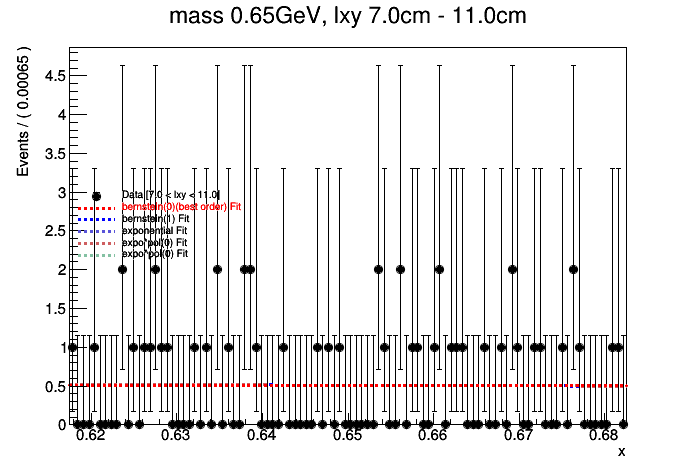 mass 0.65GeV, lxy 7.0cm - 11.0cm
Events / ( 0.00065 )
4.5
4
3.5
3
2.5
2
1.5
1
0.5
0
Data [7.0 < lxy < 11.0]
bernstein(0)(best order) Fit
bernstein(1) Fit
exponential Fit
expo*pol(0) Fit
expo*pol(0) Fit
0.62 0.63 0.64 0.65 0.66 0.67 0.68
x